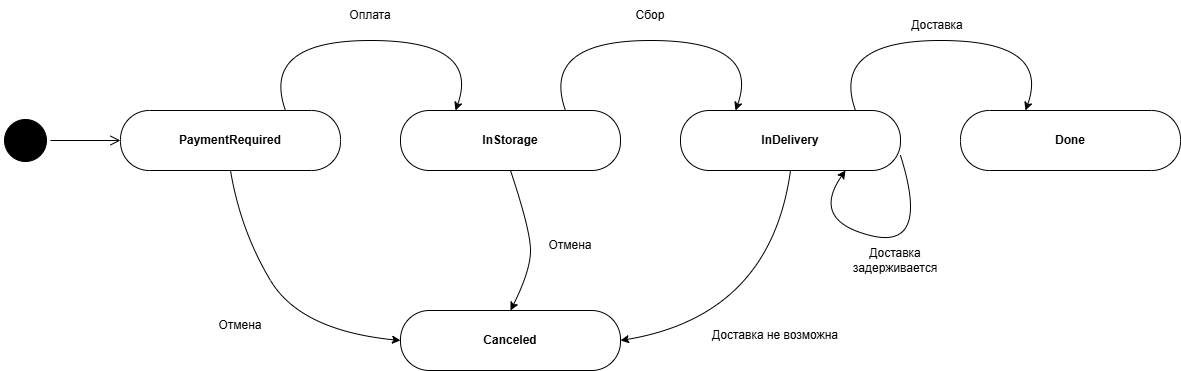 Оплата
Сбор
Доставка
PaymentRequired
InStorage
InDelivery
Done
Отмена
Доставка
задерживается
Отмена
Canceled
Доставка не возможна